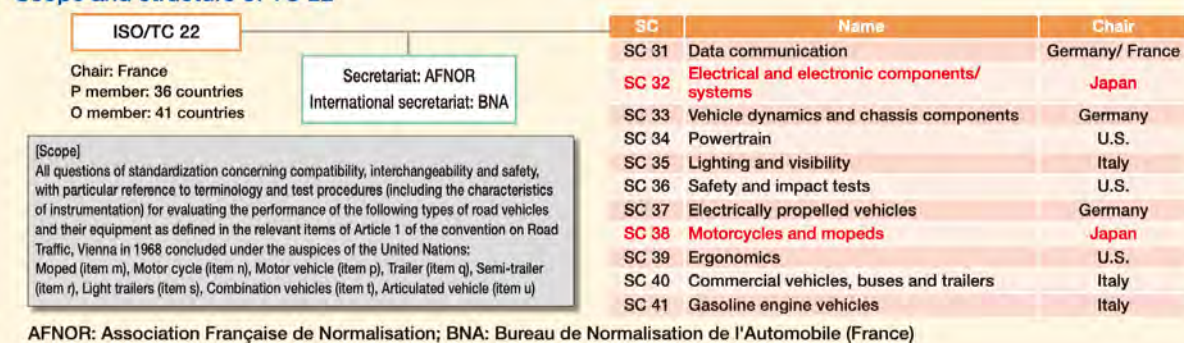 Scope and structure of TC 22
ISO/TC 22
Chair: France
P member: 36 countries
O member: 41 countries
Secretariat: AFNOR
International secretariat: BNA
[Scope]
All questions of standardization concerning compatibility, interchangeability and safety,
with particular reference to terminology and test procedures (including the characteristics
of instrumentation) for evaluating the performance of the following types of road vehicles
and their equipment as defined in the relevant items of Article 1 of the convention on Road
Traffic, Vienna in 1968 concluded under the auspices of the United Nations:
Moped (item m), Motor cycle (item n), Motor vehicle (item p), Trailer (item q), Semi-trailer
(item r), Light trailers (item s), Combination vehicles (item t), Articulated vehicle (item u)
SC Name Chair
SC 31 Data communication Germany/ France
SC 32 Electrical and electronic components/
systems Japan
SC 33 Vehicle dynamics and chassis components Germany
SC 34 Powertrain U.S.
SC 35 Lighting and visibility Italy
SC 36 Safety and impact tests U.S.
SC 37 Electrically propelled vehicles Germany
SC 38 Motorcycles and mopeds Japan
SC 39 Ergonomics U.S.
SC 40 Commercial vehicles, buses and trailers Italy
SC 41 Gasoline engine vehicles Italy
AFNOR: Association Française de Normalisation; BNA: Bureau de Normalisation de l'Automobile (France)